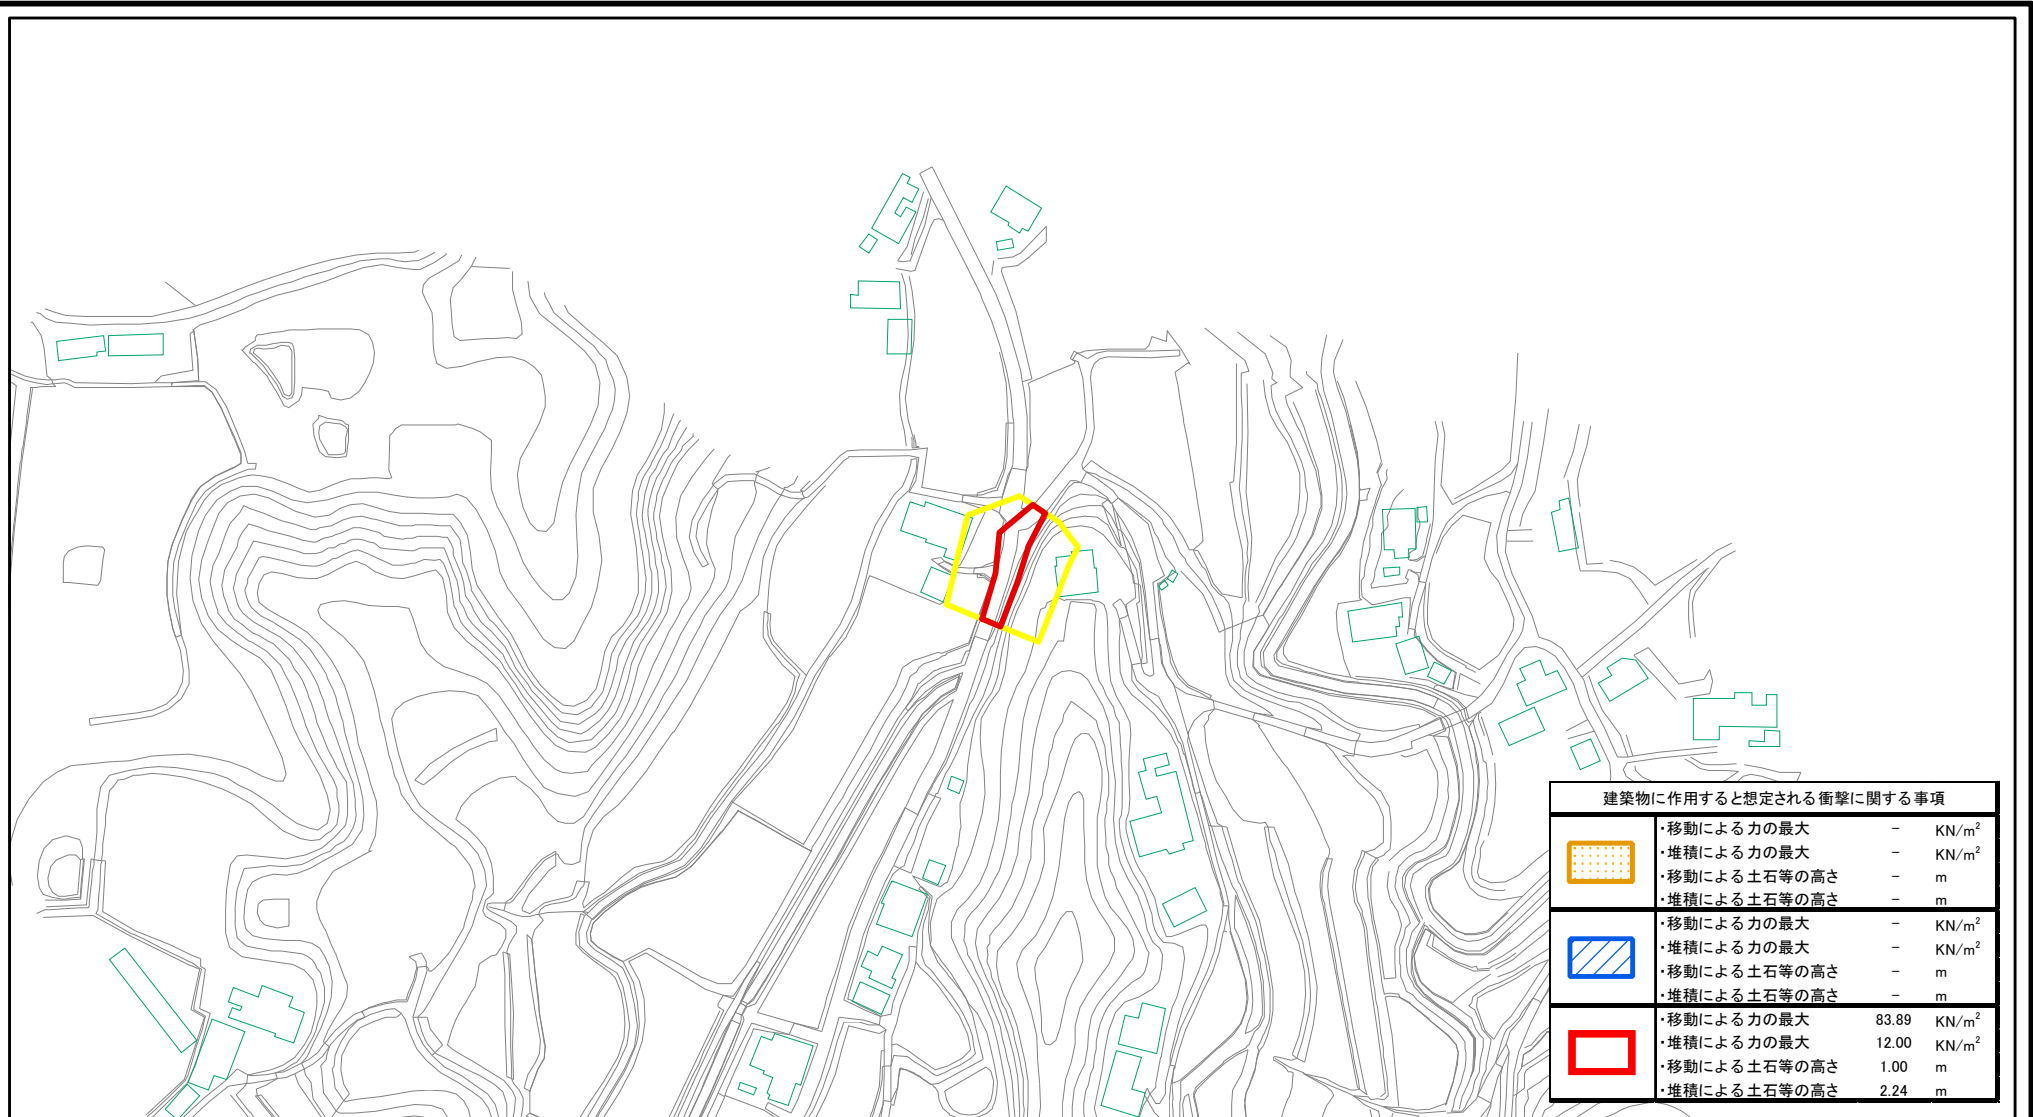 建築物に作用すると想定される衝撃に関する事項
・移動による力の最大 － KN/m²
・堆積による力の最大 － KN/m²
・移動による土石等の高さ － m
・堆積による土石等の高さ － m
・移動による力の最大 － KN/m²
・堆積による力の最大 － KN/m²
・移動による土石等の高さ － m
・堆積による土石等の高さ － m
・移動による力の最大 83.89 KN/m²
・堆積による力の最大 12.00 KN/m²
・移動による土石等の高さ 1.00 m
・堆積による土石等の高さ 2.24 m